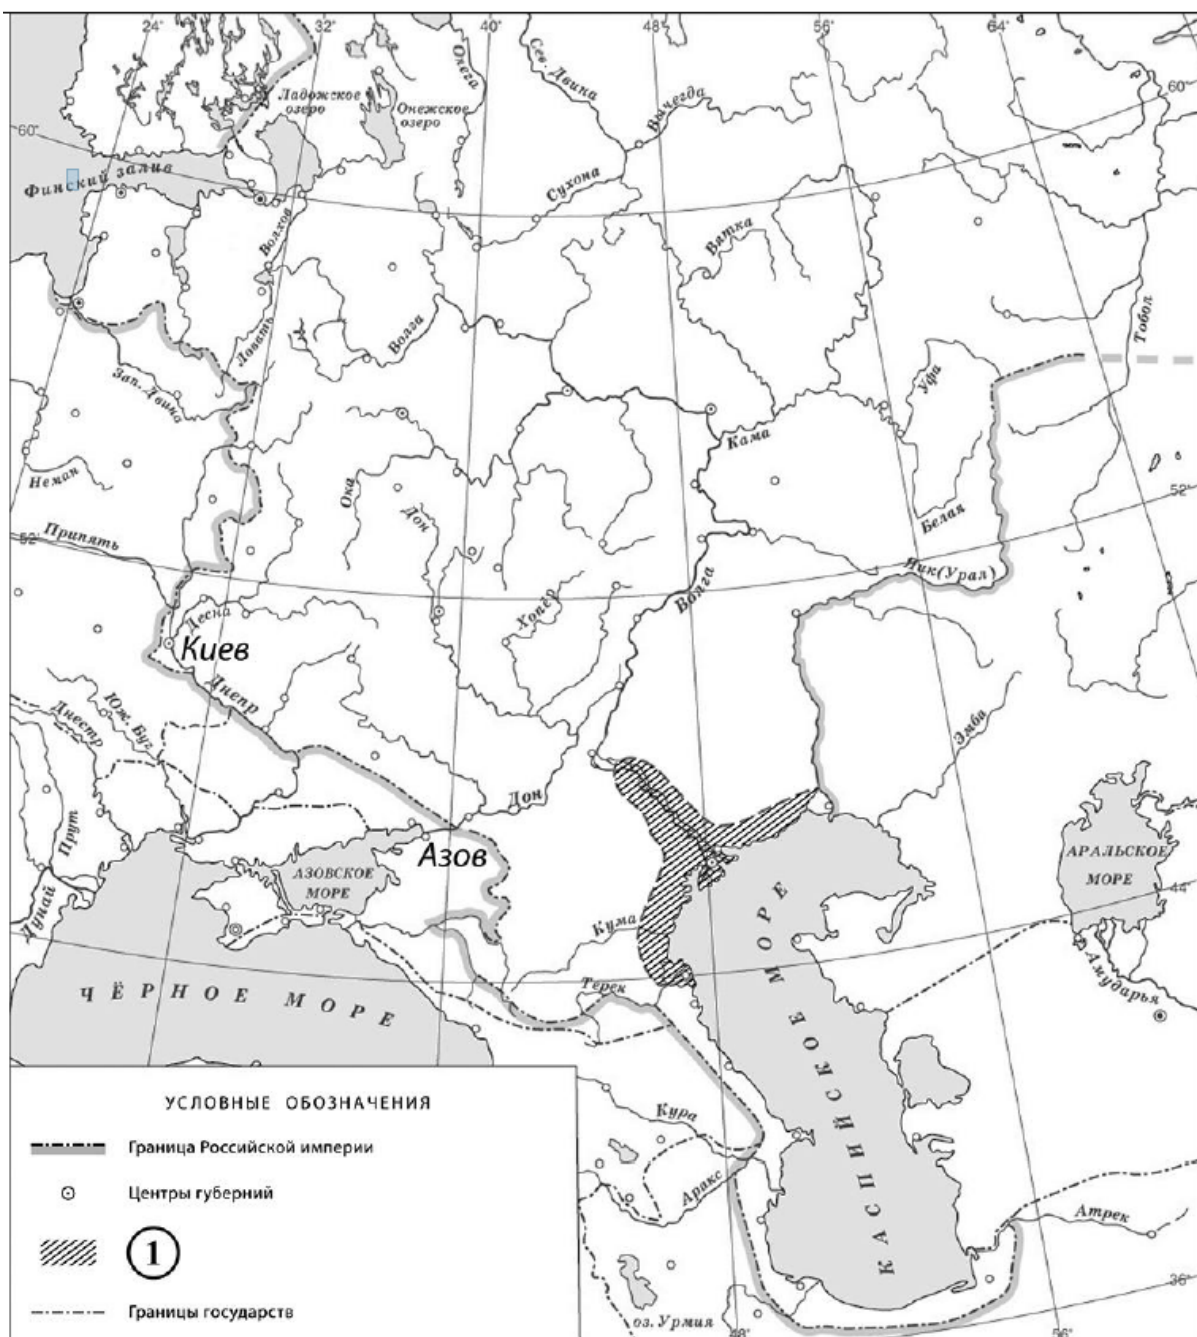 24°
32°
40°
48°
56°
64°
Онега
Сев. Двина
Ладожское
озеро
Онежское
озеро
Вычегда
60°
60°
Финский залив
Сухона
Волхов
Вятка
Тобол
Ловать
Волга
Зап. Двина
Уфа
Кама
Неман
Ока
Дон
52°
Белая
Припять
52°
Волга
Яик(Урал)
Десна
Хопёр
Киев
Днепр
Днестр
Юж. Буг
Эмба
Дон
Прут
Азов
АЗОВСКОЕ
МОРЕ
АРАЛЬСКОЕ
МОРЕ
44°
Дунай
Кума
Амударья
ЧЁРНОЕ МОРЕ
Терек
КАСПИЙСКОЕ МОРЕ
УСЛОВНЫЕ ОБОЗНАЧЕНИЯ
Кура
Граница Российской империи
Аракс
Центры губерний
Атрек
1
36°
Границы государств
оз. Урмия
48°
56°